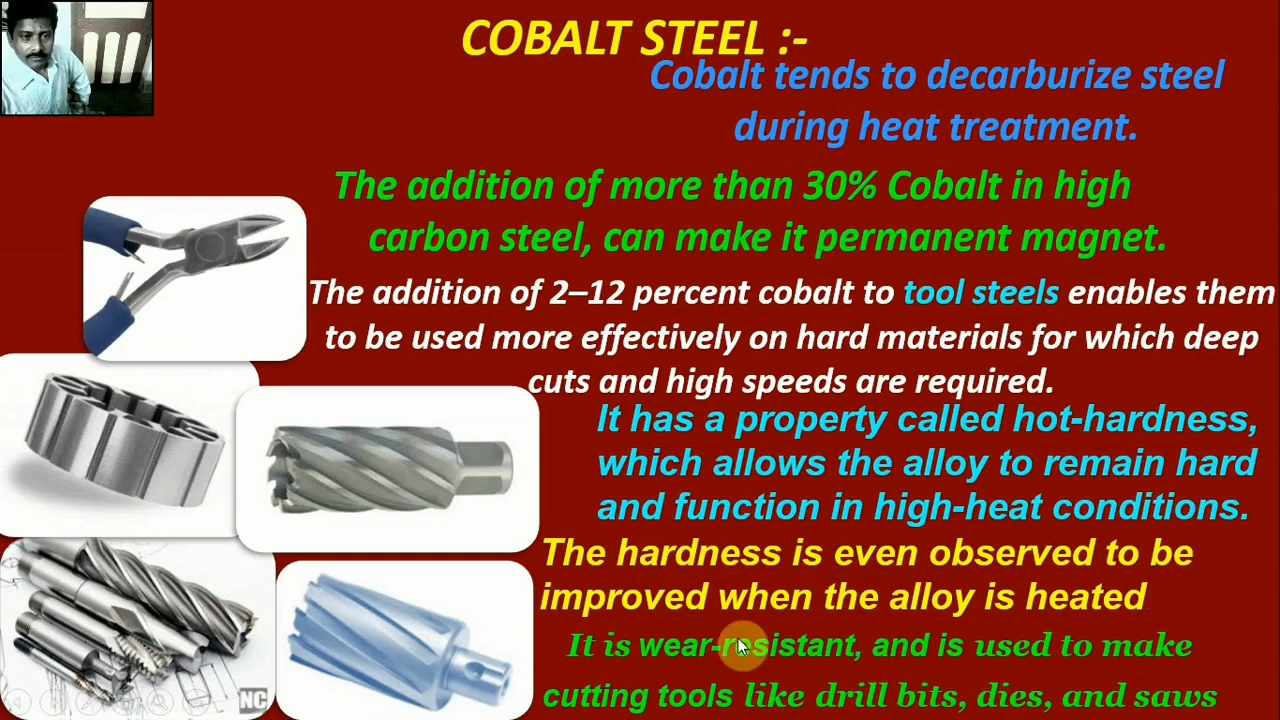 COBALT STEEL :-
Cobalt tends to decarburize steel
during heat treatment.
The addition of more than 30% Cobalt in high
carbon steel, can make it permanent magnet.
The addition of 2–12 percent cobalt to tool steels enables them
to be used more effectively on hard materials for which deep
cuts and high speeds are required.
It has a property called hot-hardness,
which allows the alloy to remain hard
and function in high-heat conditions.
The hardness is even observed to be
improved when the alloy is heated
It is wear-resistant, and is used to make
cutting tools like drill bits, dies, and saws
NC